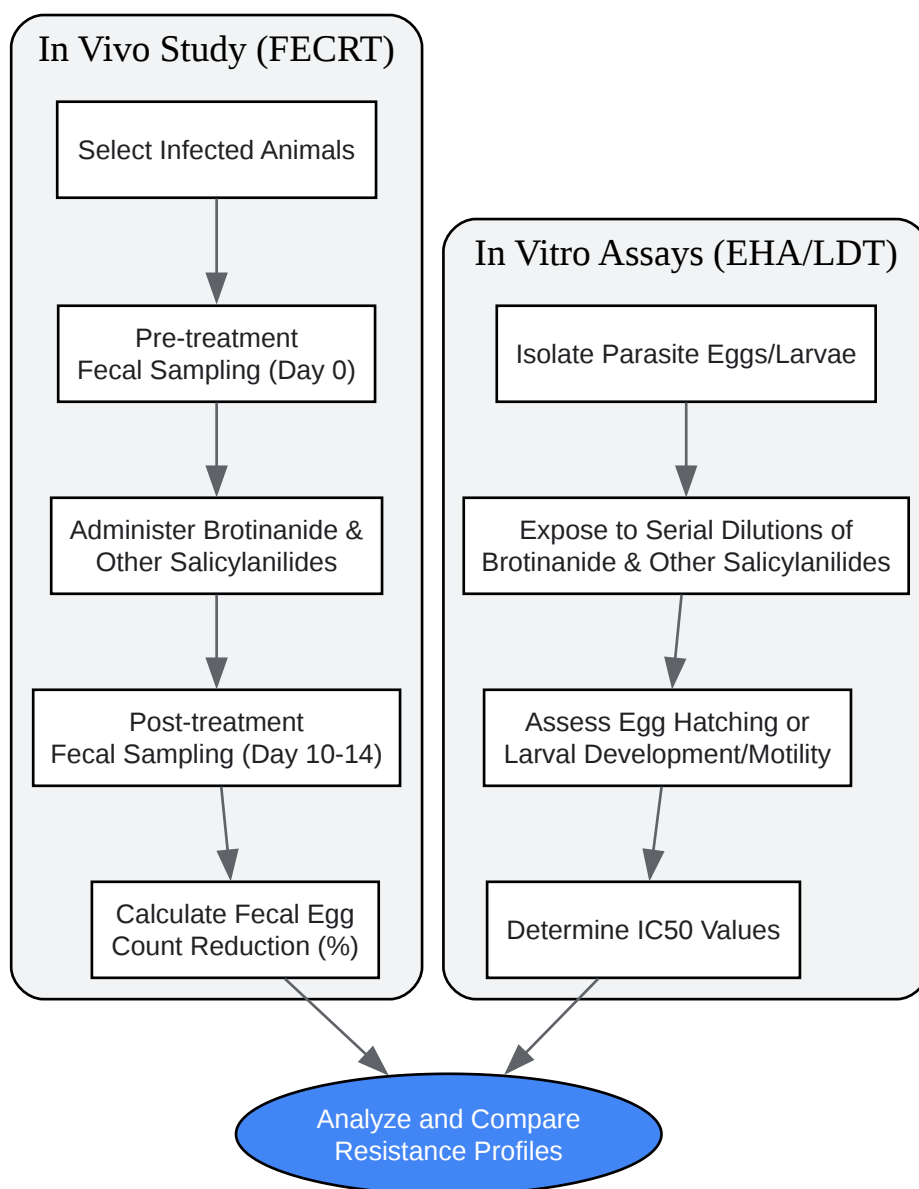 In Vivo Study (FECRT)
Select Infected Animals
Pre-treatment
Fecal Sampling (Day 0)
Administer Brotinanide &
Other Salicylanilides
Post-treatment
Fecal Sampling (Day 10-14)
Calculate Fecal Egg
Count Reduction (%)
In Vitro Assays (EHA/LDT)
Isolate Parasite Eggs/Larvae
Expose to Serial Dilutions of
Brotinanide & Other Salicylanilides
Assess Egg Hatching or
Larval Development/Motility
Determine IC50 Values
Analyze and Compare
Resistance Profiles